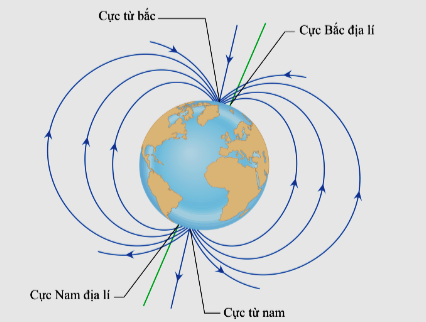 Cực từ bắc
Cực Bắc địa lí
Cực Nam địa lí
Cực từ nam